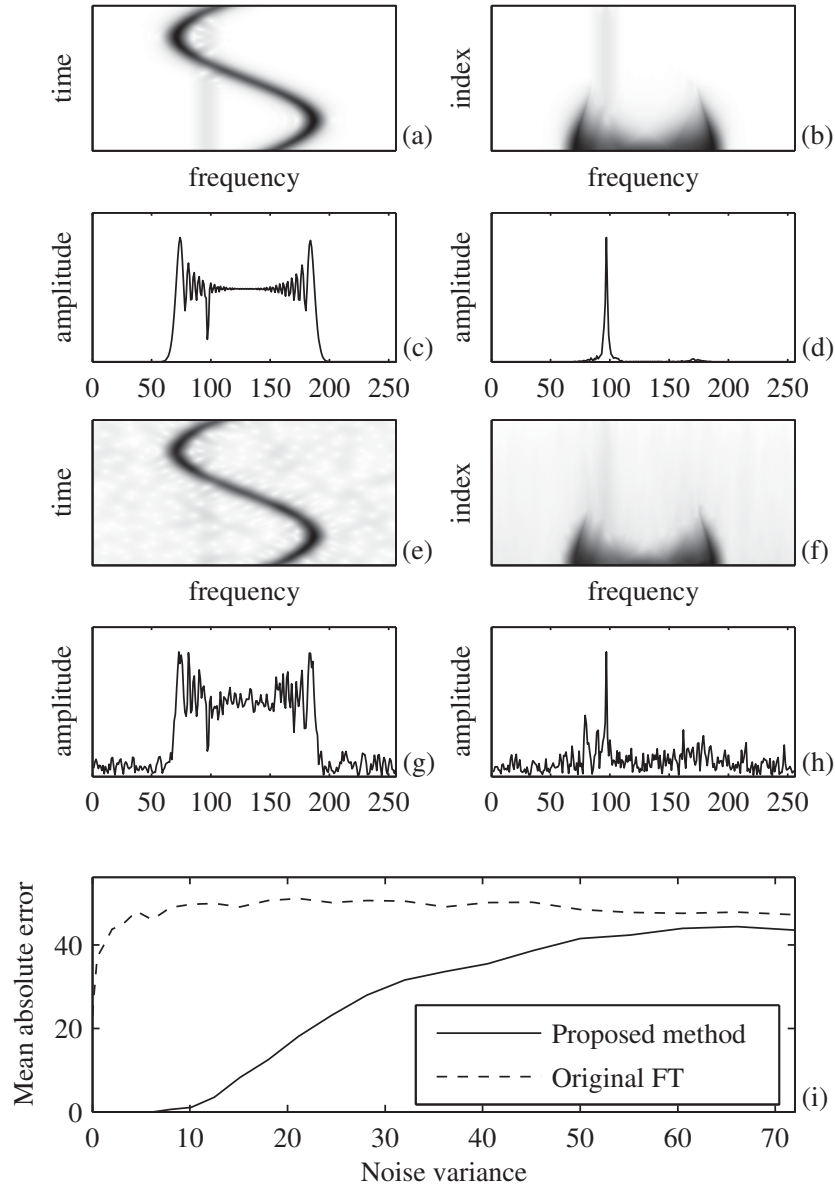 time
(a)
frequency
index
(b)
frequency
amplitude
(c)
0 50 100 150 200 250
amplitude
(d)
0 50 100 150 200 250
time
(e)
frequency
index
(f)
frequency
amplitude
(g)
0 50 100 150 200 250
amplitude
(h)
0 50 100 150 200 250
Mean absolute error
40
20
0
Proposed method
Original FT
(i)
0 10 20 30 40 50 60 70
Noise variance